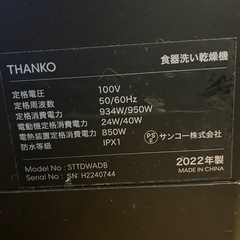 THANKO 食器洗い乾燥機
定格電圧 100V
定格周波数 50/60Hz
定格消費電力 934W/950W
電動機定格消費電力 24W/40W
電熱装置定格消費電力 850W
防水等級 IPX1
PSE サンコー株式会社
Model No : STTDWADB
Serial No : SN: H2240744
2022年製
MADE IN CHINA